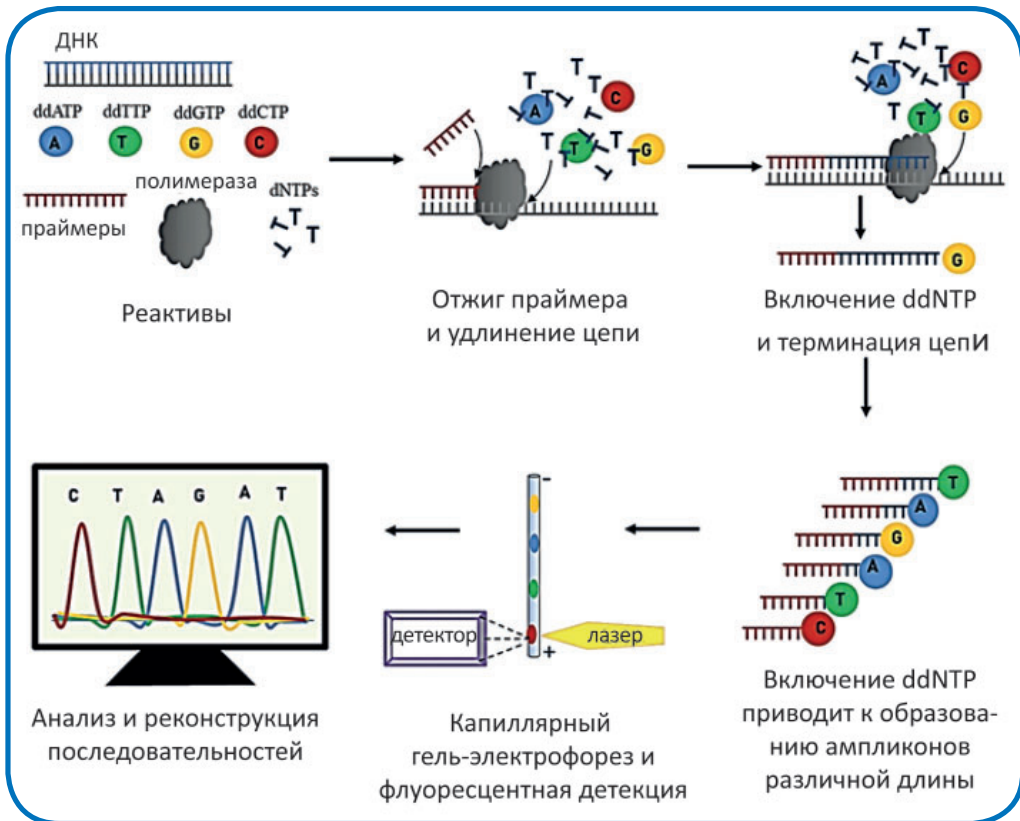 ДНК
ddATP ddTTP ddGTP ddCTP
A T G C
полимераза
dNTPs
праймеры
Реактивы
A
C
T
G
Отжиг праймера
и удлинение цепи
A
C
T
G
G
Включение ddNTP
и терминация цепи
T
A
G
A
T
C
Включение ddNTP
приводит к образова-
нию ампликонов
различной длины
-
детектор
лазер
+
Капиллярный
гель-электрофорез и
флуоресцентная детекция
C T A G A T
Анализ и реконструкция
последовательностей